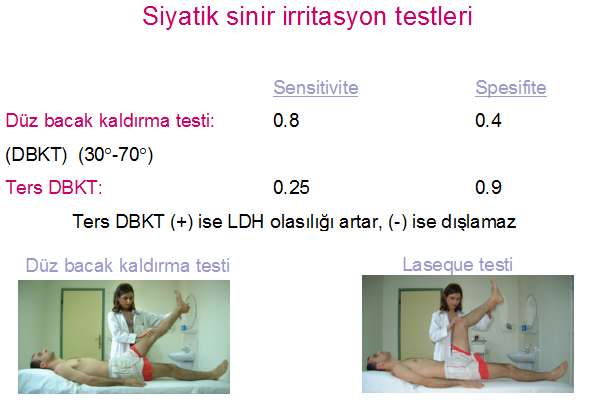 Siyatik sinir irritasyon testleri
Sensitivite Spesifite
Düz bacak kaldırma testi: 0.8 0.4
(DBKT) (30°-70°)
Ters DBKT: 0.25 0.9
Ters DBKT (+) ise LDH olasılığı artar, (-) ise dışlamaz
Düz bacak kaldırma testi
Laseque testi